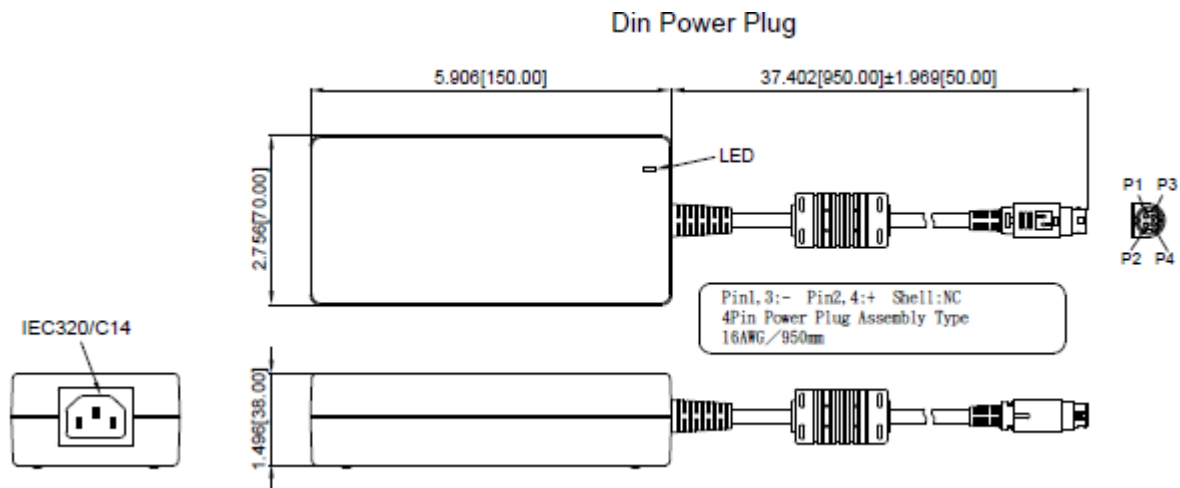 Din Power Plug
5.906[150.00]
37.402[950.00]±1.969[50.00]
LED
2.756[70.00]
P1 P3
P2 P4
Pin1,3:- Pin2,4:+ Shell:NC
4Pin Power Plug Assembly Type
16AWG/950mm
IEC320/C14
1.496[38.00]